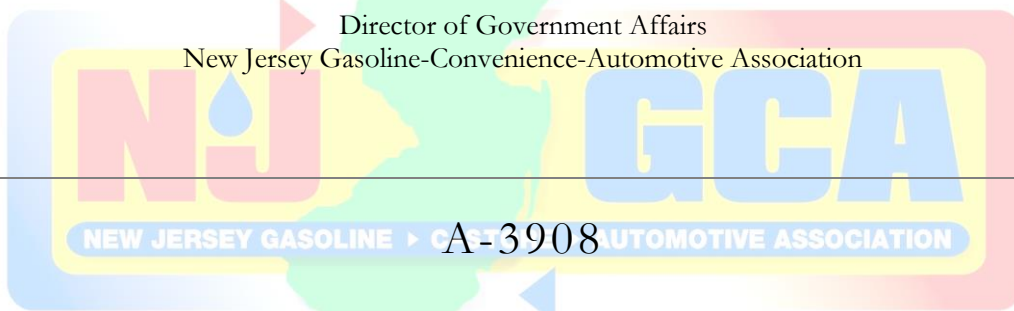 Director of Government Affairs
New Jersey Gasoline-Convenience-Automotive Association
NJ GCA
A-3908
NEW JERSEY GASOLINE AUTOMOTIVE ASSOCIATION